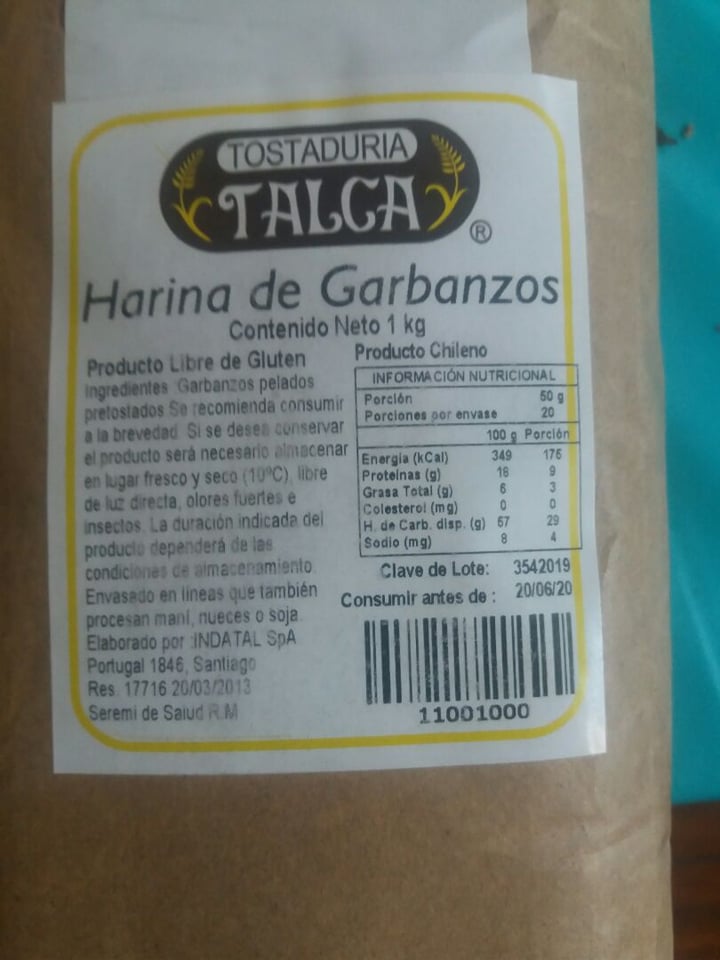 TOSTADURIA
TALCA
®
Harina de Garbanzos
Contenido Neto 1 kg
Producto Libre de Gluten
Ingredientes Garbanzos pelados
pretostados Se recomienda consumir
a la brevedad. Si se desea conservar
el producto será necesario almacenar
en lugar fresco y seco (10ºC), libre
de luz directa, olores fuertes e
insectos. La duración indicada del
producto dependerá de las
condiciones de almacenamiento.
Envasado en líneas que también
procesan maní, nueces o soja
Elaborado por :INDATAL SpA
Portugal 1846, Santiago
Res. 17716 20/03/2013
Seremi de Salud R.M
Producto Chileno
INFORMACIÓN NUTRICIONAL
Porción 50 g
Porciones por envase 20
100 g Porción
Energía (kCal) 349 175
Proteínas (g) 18 9
Grasa Total (g) 6 3
Colesterol (mg) 0 0
H. de Carb. disp. (g) 57 29
Sodio (mg) 8 4
Clave de Lote: 3542019
Consumir antes de : 20/06/20
11001000